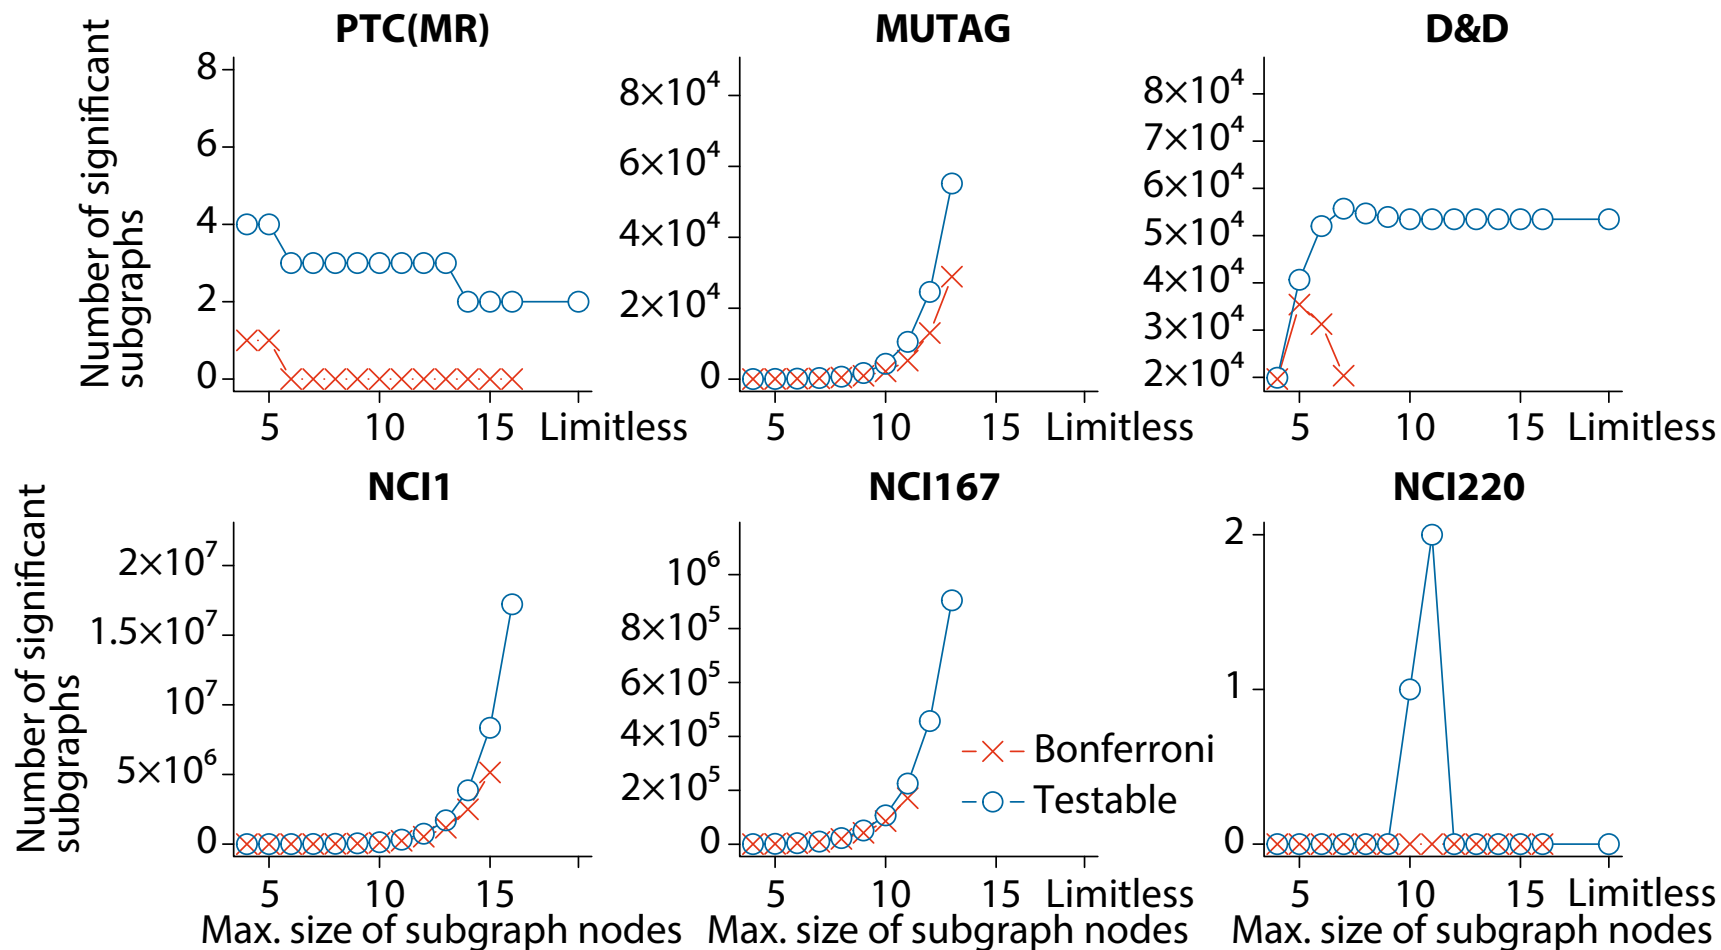 PTC(MR)
MUTAG
D&D
Number of significant
subgraphs
8
6
4
2
0
5
10
15
Limitless
8×10⁴
6×10⁴
4×10⁴
2×10⁴
0
5
10
15
Limitless
8×10⁴
7×10⁴
6×10⁴
5×10⁴
4×10⁴
3×10⁴
2×10⁴
5
10
15
Limitless
NCI1
NCI167
NCI220
Number of significant
subgraphs
2×10⁷
1.5×10⁷
10⁷
5×10⁶
0
5
10
15
Max. size of subgraph nodes
10⁶
8×10⁵
6×10⁵
4×10⁵
2×10⁵
0
Bonferroni
Testable
5
10
15
Limitless
Max. size of subgraph nodes
2
1
0
5
10
15
Limitless
Max. size of subgraph nodes